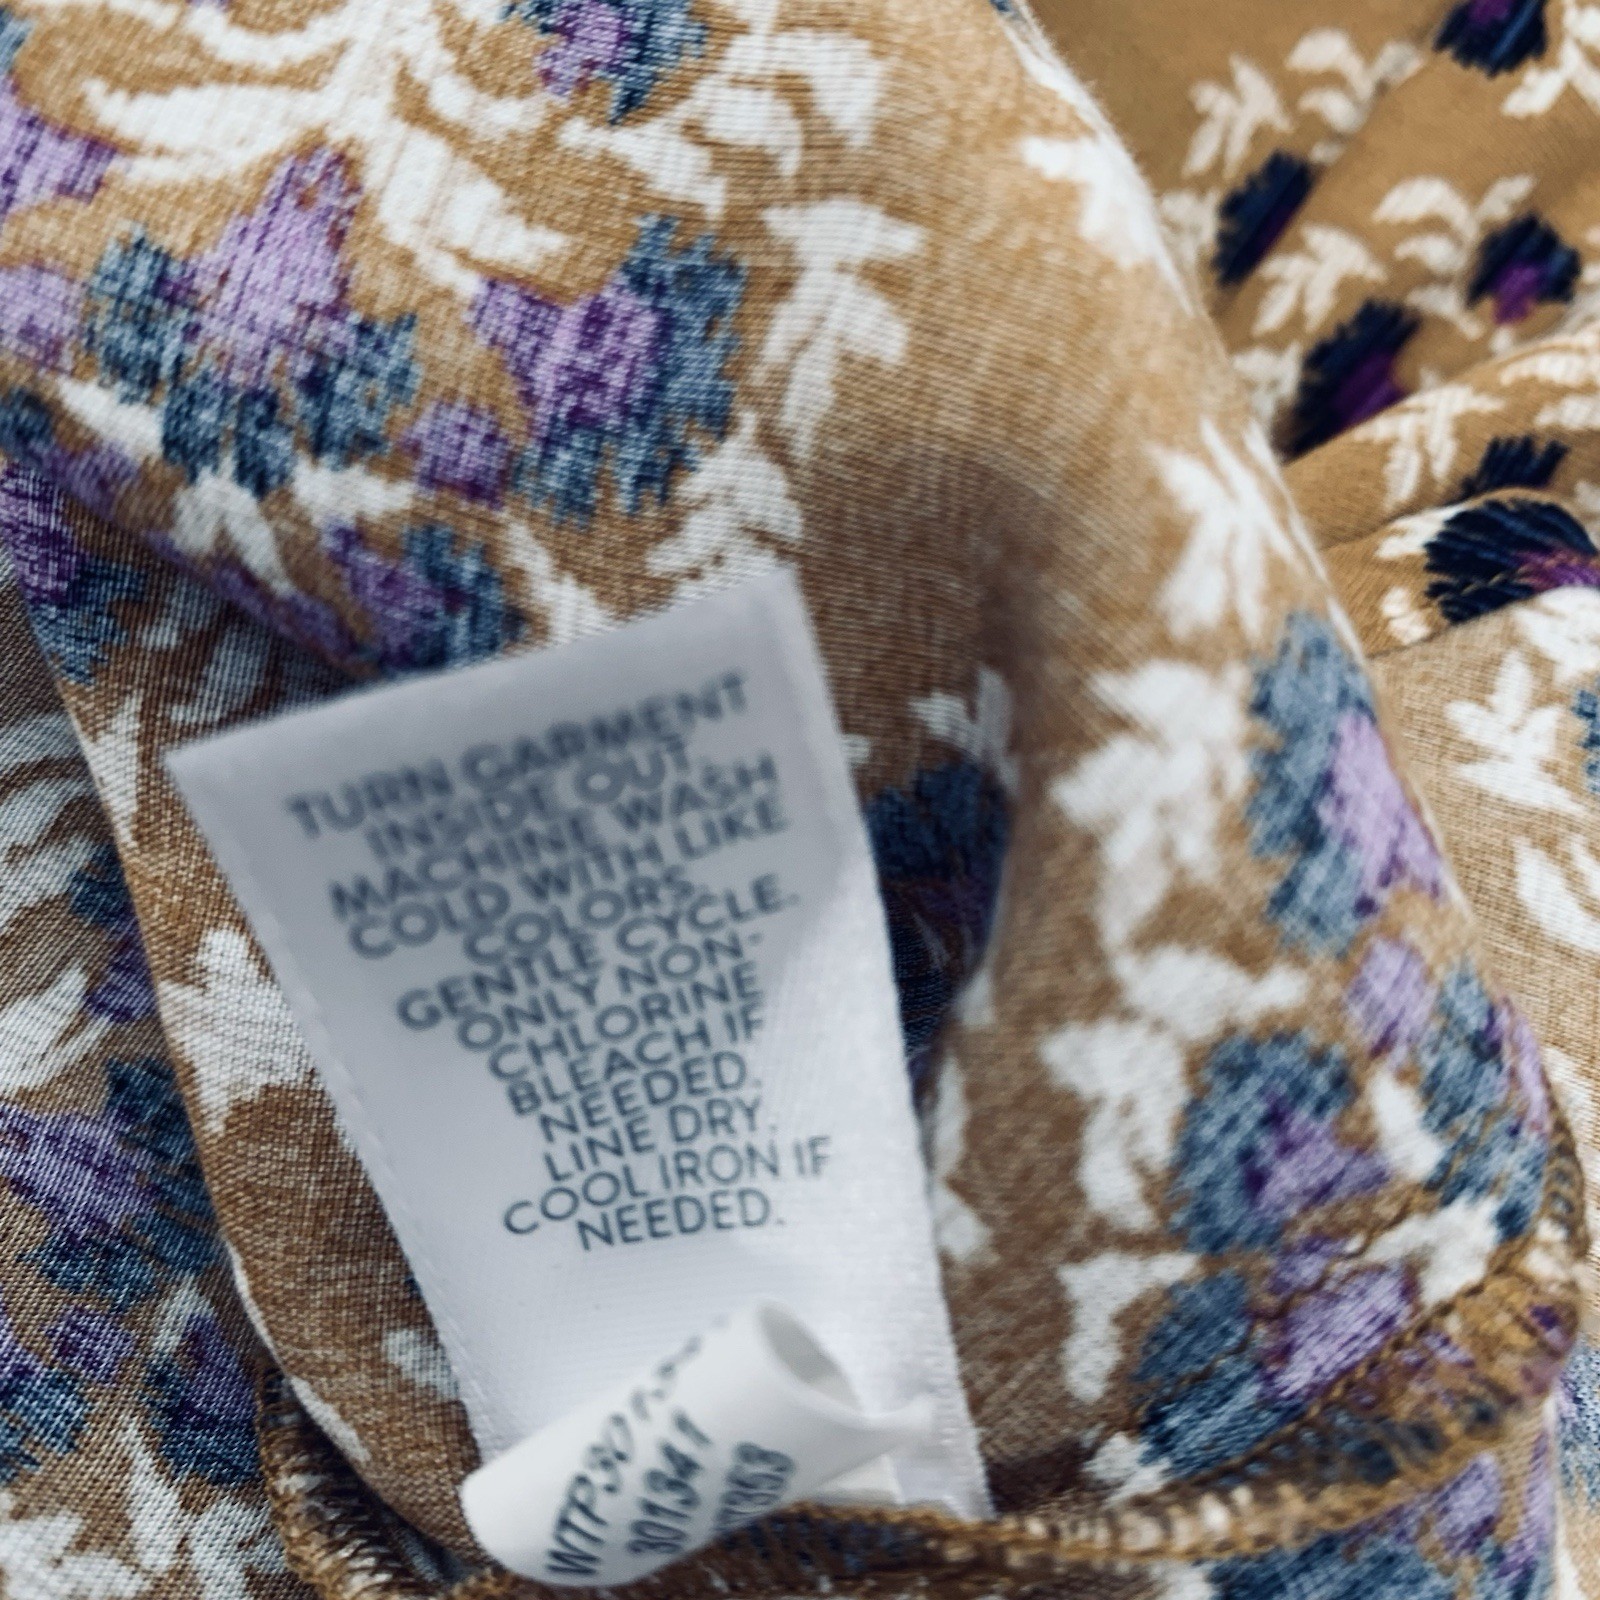 TURN GARMENT
INSIDE OUT.
MACHINE WASH
COLD WITH LIKE
COLORS.
GENTLE CYCLE.
ONLY NON-
CHLORINE
BLEACH IF
NEEDED.
LINE DRY.
COOL IRON IF
NEEDED.
301341